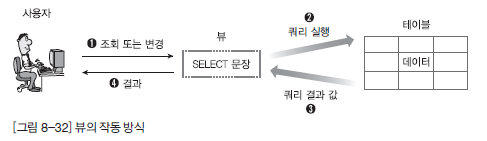 사용자
❶ 조회 또는 변경
❹ 결과
뷰
SELECT 문장
❷
쿼리 실행
쿼리 결과 값
❸
테이블
데이터
[그림 8-32] 뷰의 작동 방식